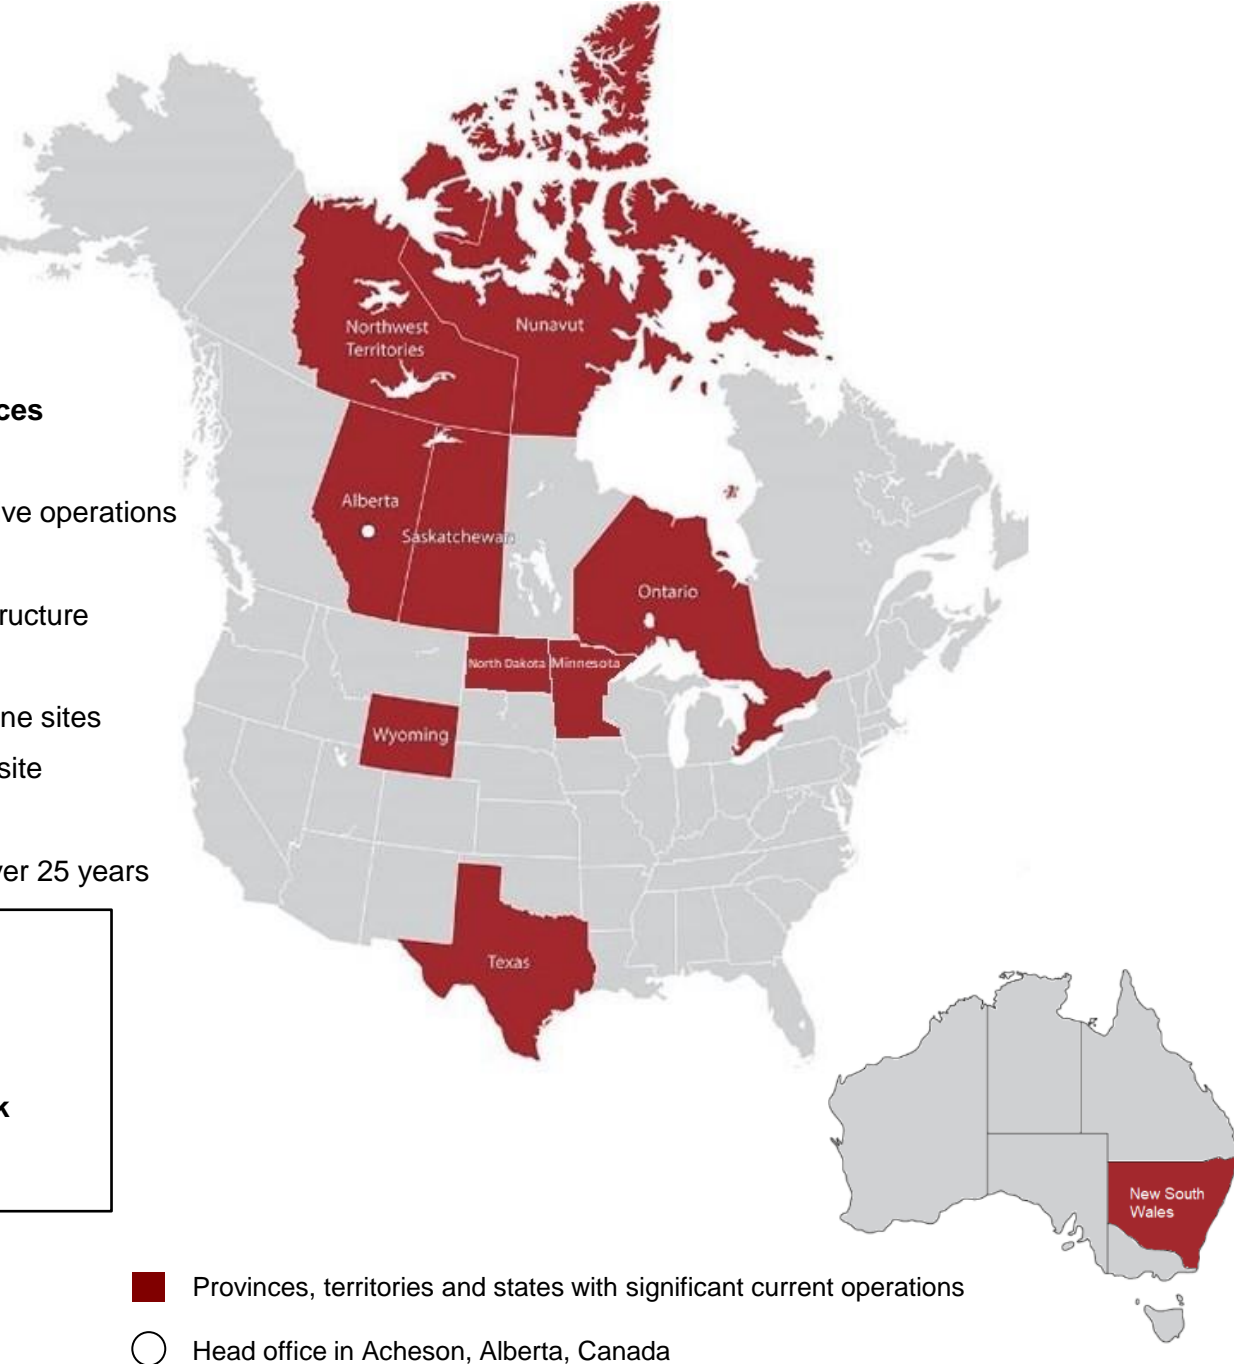 Northwest
Territories
Nunavut
ces
Alberta
ve operations
Saskatchewan
Ontario
ructure
North Dakota
Minnesota
ne sites
Wyoming
site
er 25 years
Texas
k
New South
Wales
Provinces, territories and states with significant current operations
Head office in Acheson, Alberta, Canada